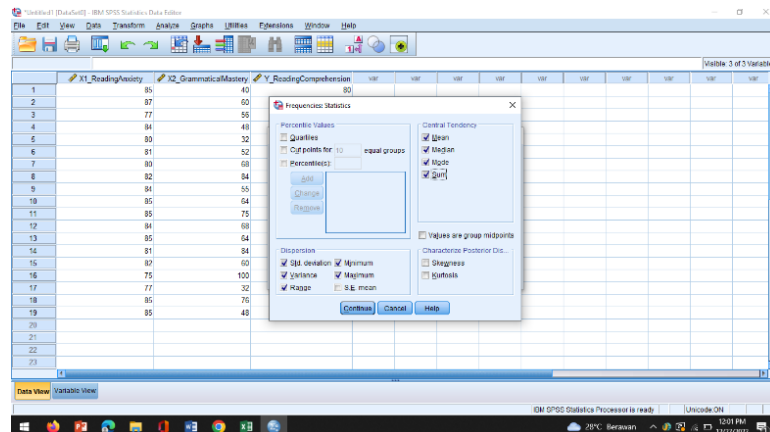 *Untitled1 [DataSet0] - IBM SPSS Statistics Data Editor
File Edit View Data Transform Analyze Graphs Utilities Extensions Window Help
Visible: 3 of 3 Variabl
X1_ReadingAnxiety X2_GrammaticalMastery Y_ReadingComprehension var var var var var var var var
1 85 40 80
2 87 60
3 77 56
4 84 48
5 80 32
6 81 52
7 80 68
8 82 84
9 84 55
10 85 64
11 85 75
12 84 68
13 85 64
14 81 84
15 82 60
16 75 100
17 77 32
18 85 76
19 85 48
20
21
22
23
Frequencies: Statistics
Percentile Values
Quartiles
Cut points for: 10 equal groups
Percentile(s):
Add
Change
Remove
Central Tendency
Mean
Median
Mode
Sum
Values are group midpoints
Dispersion
Std. deviation Minimum
Variance Maximum
Range S.E. mean
Characterize Posterior Dis...
Skewness
Kurtosis
Continue Cancel Help
Data View Variable View
IBM SPSS Statistics Processor is ready Unicode:ON
28°C Berawan 12:01 PM